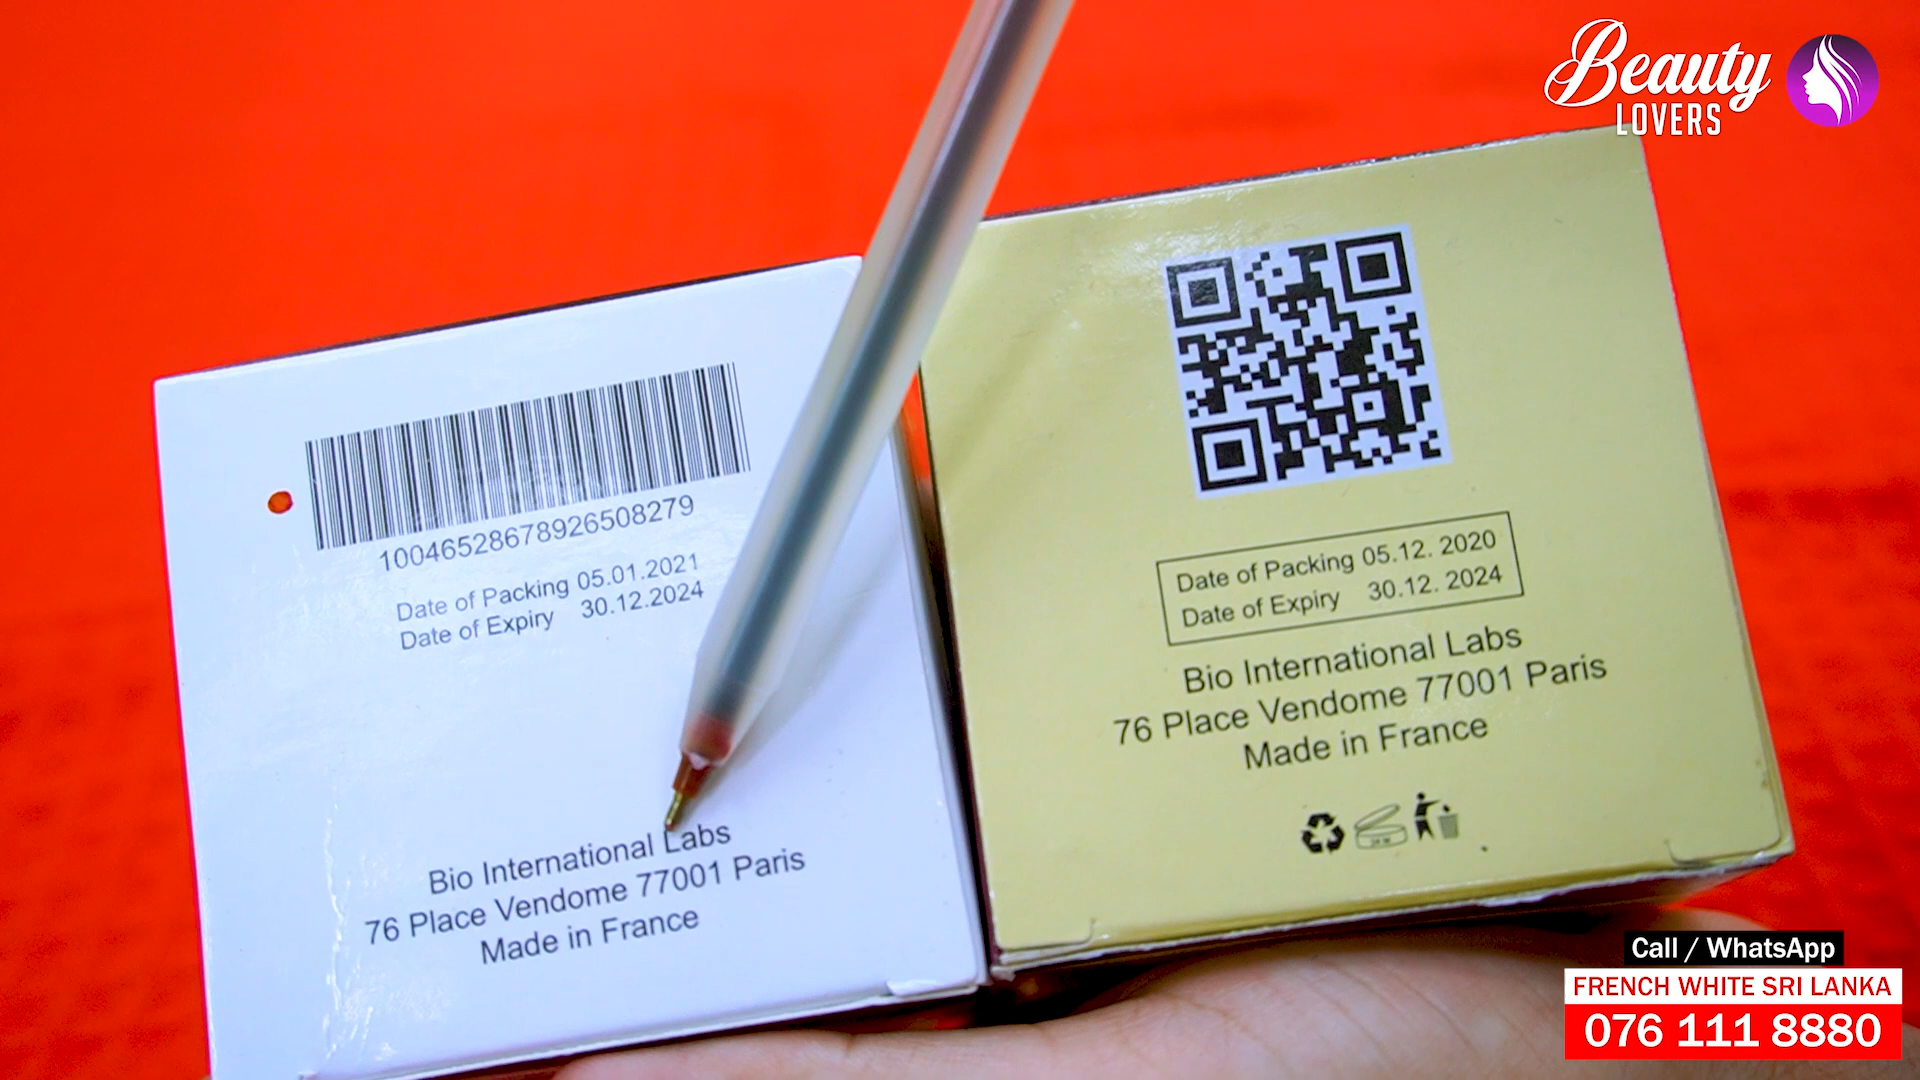 Beauty
LOVERS
10046528678926508279
Date of Packing 05.01.2021
Date of Expiry 30.12.2024
Bio International Labs
76 Place Vendome 77001 Paris
Made in France
Date of Packing 05.12. 2020
Date of Expiry 30.12. 2024
Bio International Labs
76 Place Vendome 77001 Paris
Made in France
Call / WhatsApp
FRENCH WHITE SRI LANKA
076 111 8880